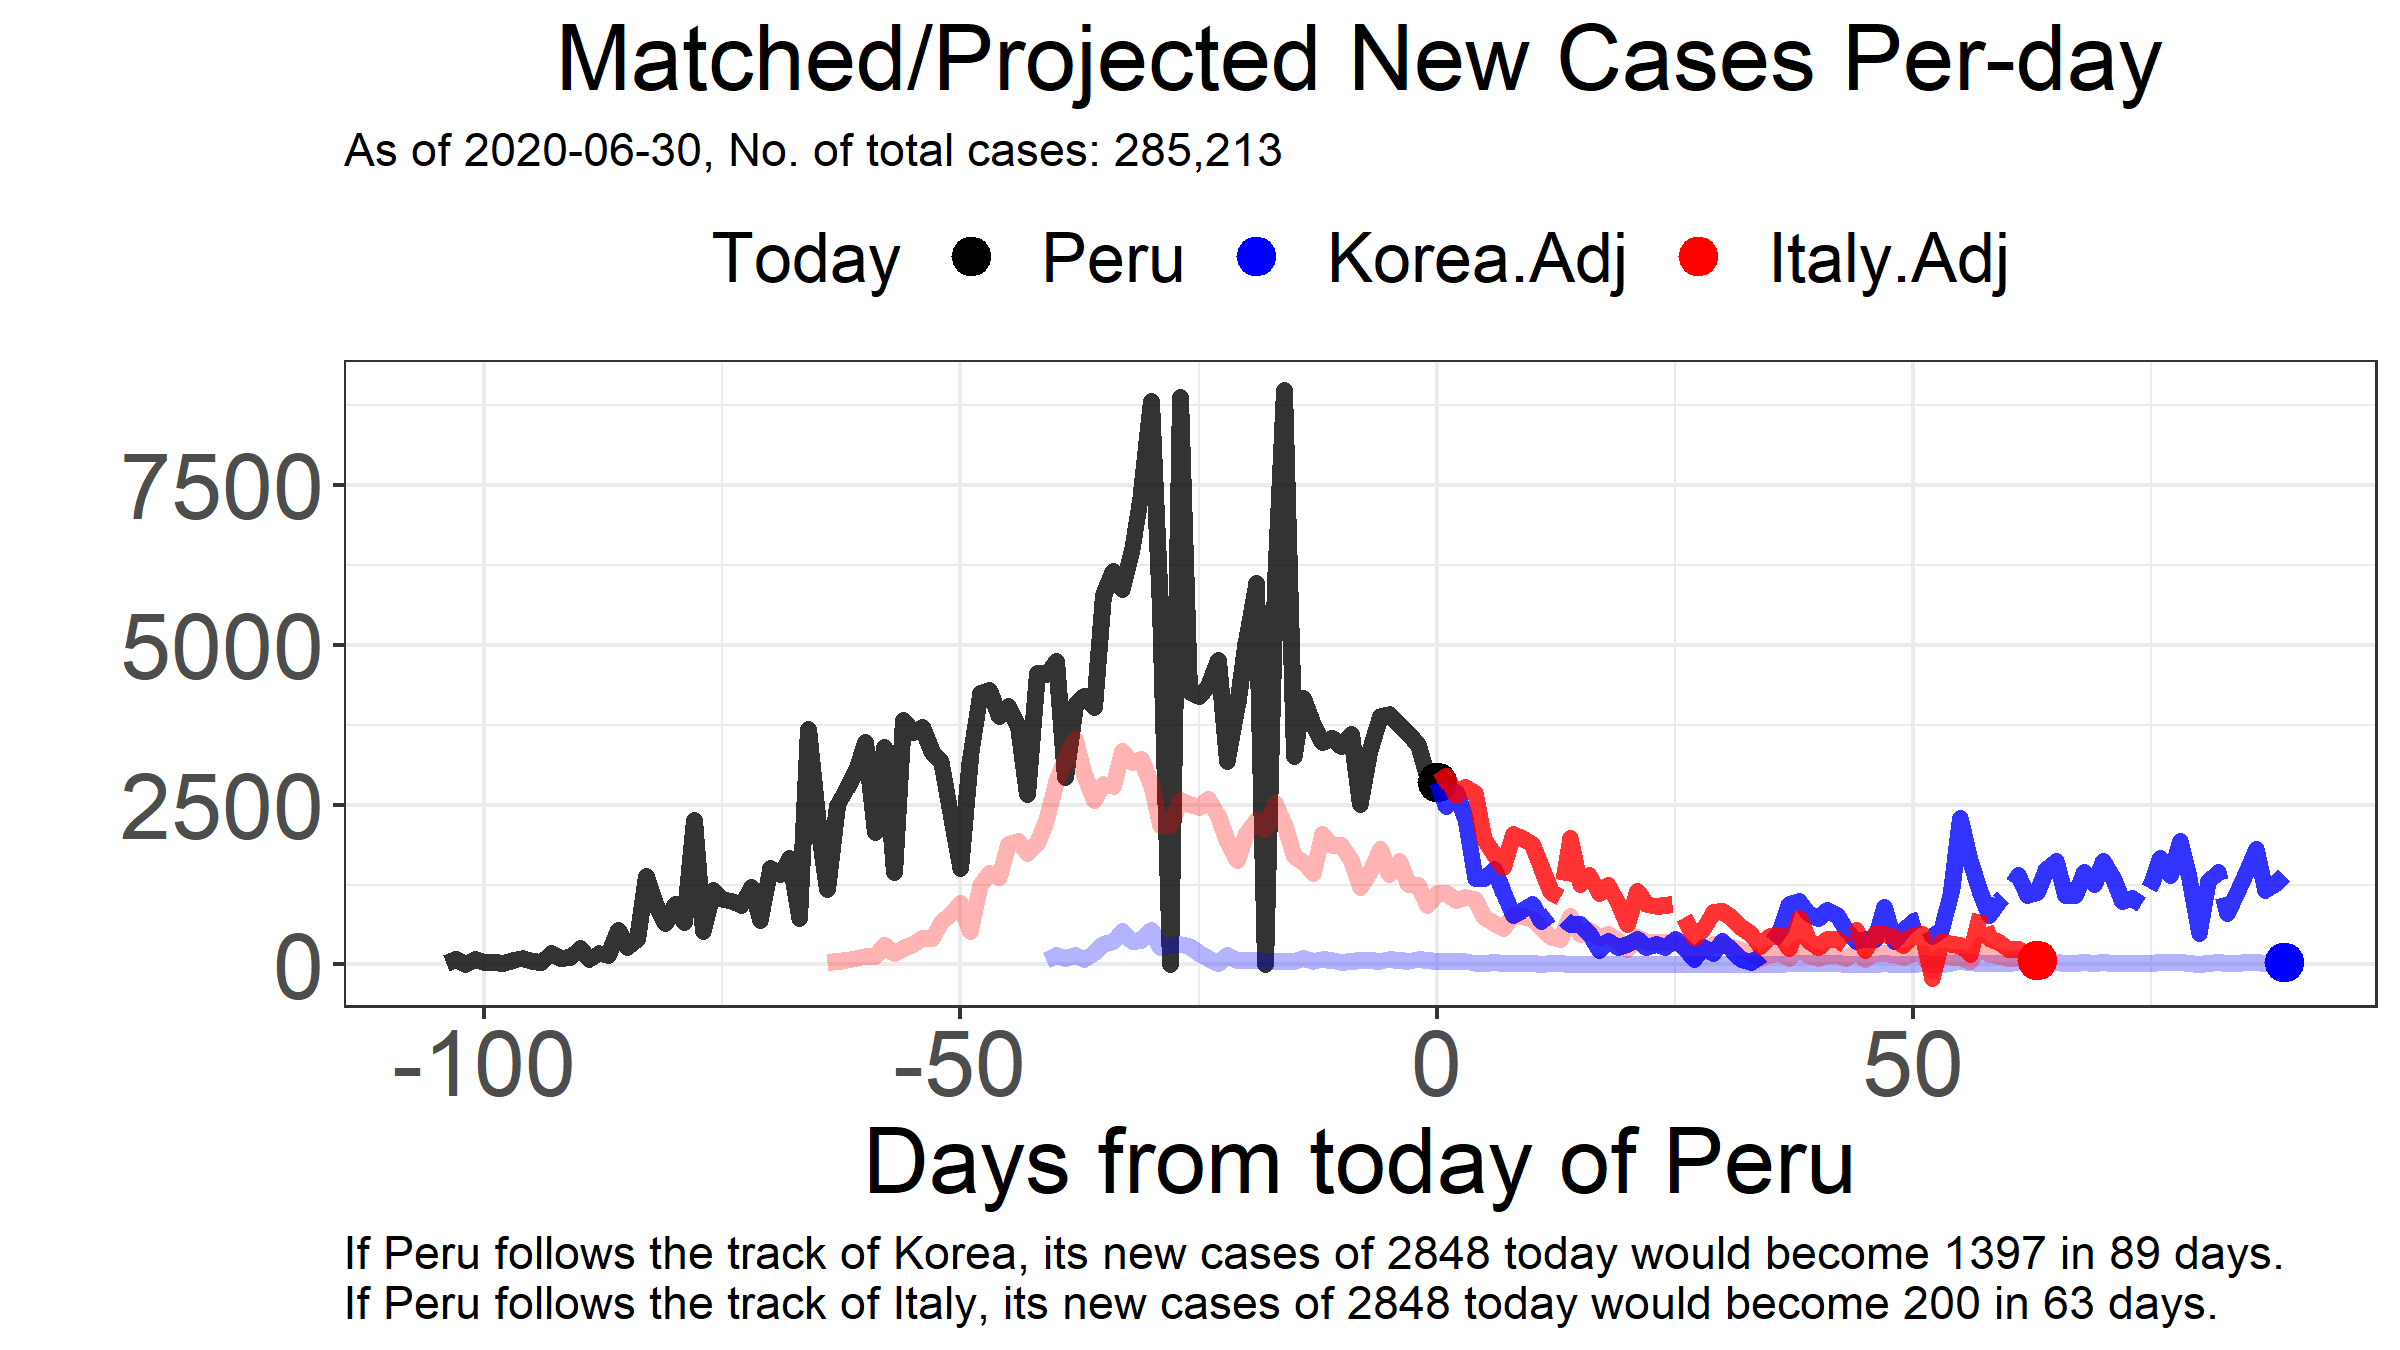 Matched/Projected New Cases Per-day
As of 2020-06-30, No. of total cases: 285,213
Today Peru Korea.Adj Italy.Adj
7500
5000
2500
0
-100 -50 0 50
Days from today of Peru
If Peru follows the track of Korea, its new cases of 2848 today would become 1397 in 89 days.
If Peru follows the track of Italy, its new cases of 2848 today would become 200 in 63 days.